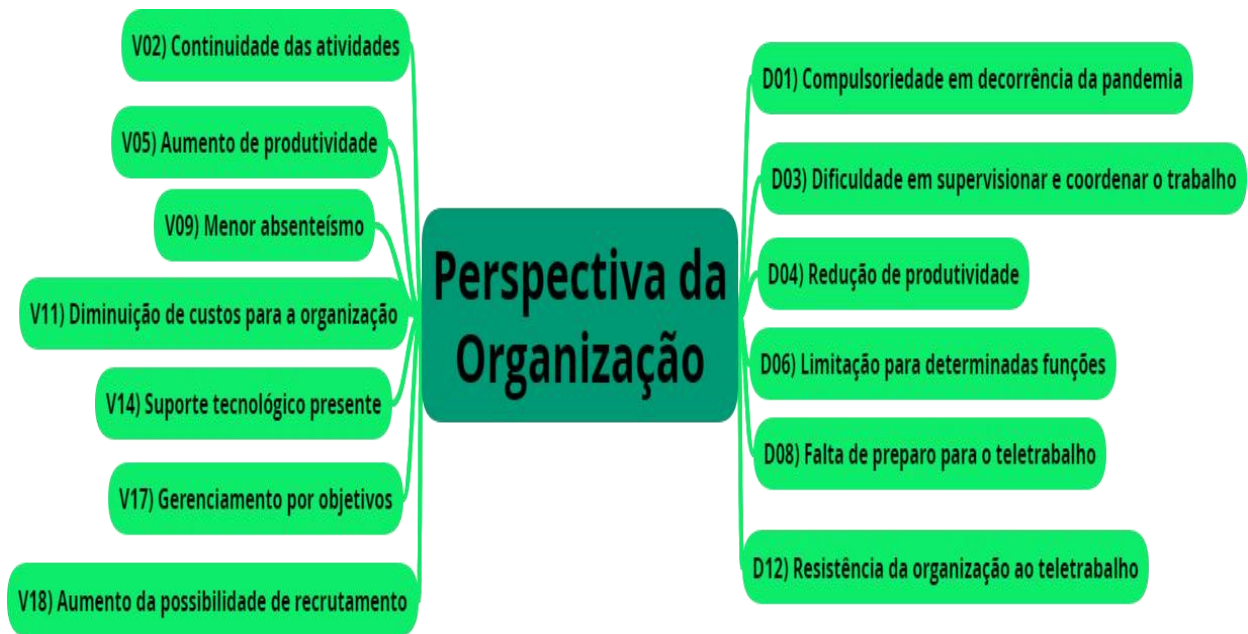 V02) Continuidade das atividades
V05) Aumento de produtividade
V09) Menor absenteísmo
V11) Diminuição de custos para a organização
V14) Suporte tecnológico presente
V17) Gerenciamento por objetivos
V18) Aumento da possibilidade de recrutamento
Perspectiva da
Organização
D01) Compulsoriedade em decorrência da pandemia
D03) Dificuldade em supervisionar e coordenar o trabalho
D04) Redução de produtividade
D06) Limitação para determinadas funções
D08) Falta de preparo para o teletrabalho
D12) Resistência da organização ao teletrabalho